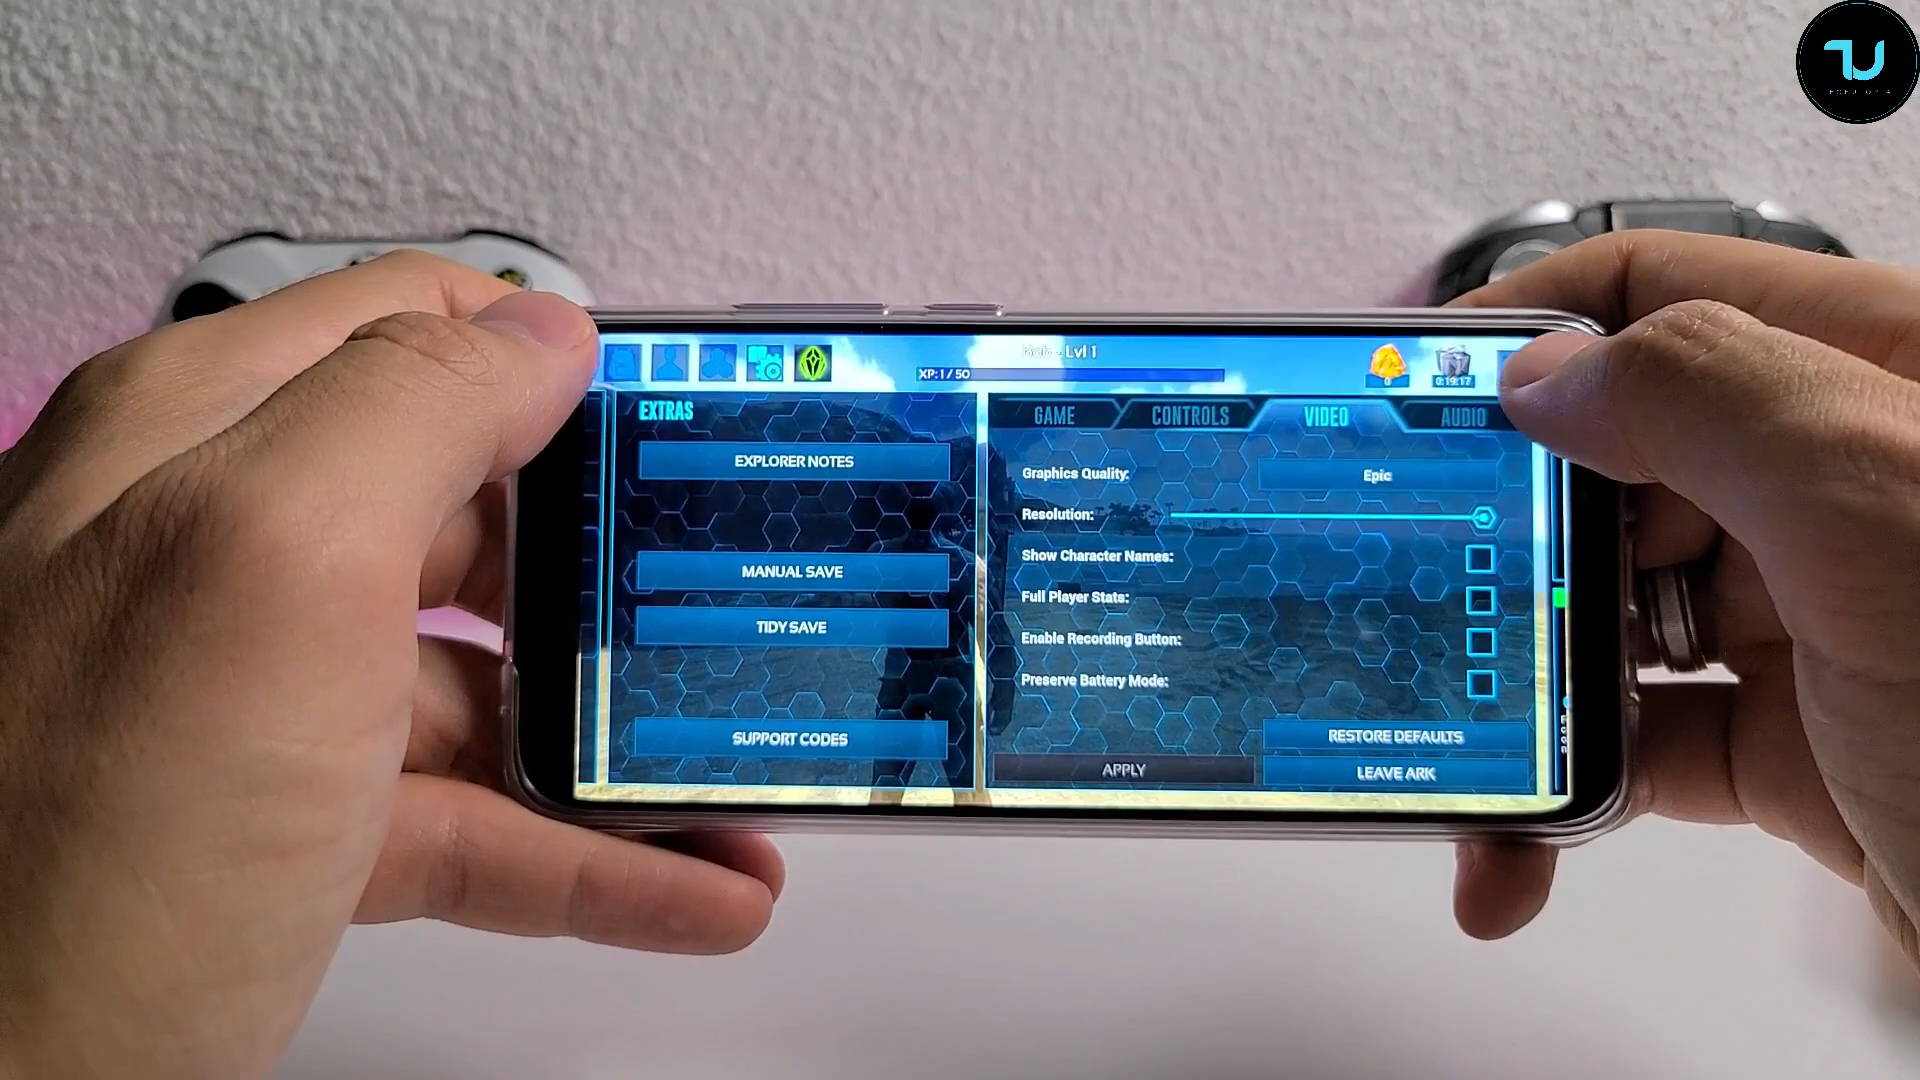 Bob - Lvl 1
XP: 1 / 50
0
0:19:17
EXTRAS
EXPLORER NOTES
MANUAL SAVE
TIDY SAVE
SUPPORT CODES
GAME
CONTROLS
VIDEO
AUDIO
Graphics Quality:
Epic
Resolution:
Show Character Names:
Full Player Stats:
Enable Recording Button:
Preserve Battery Mode:
RESTORE DEFAULTS
APPLY
LEAVE ARK